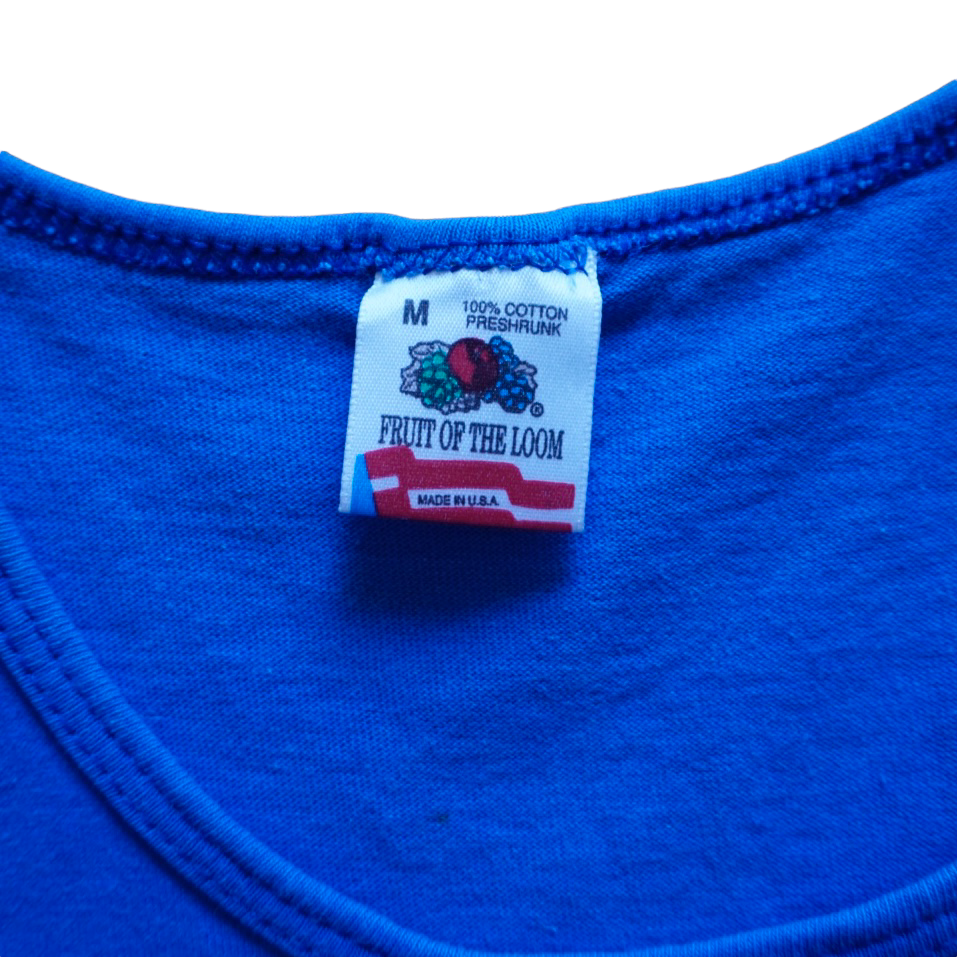 M
100% COTTON
PRESHRUNK
®
FRUIT OF THE LOOM
MADE IN U.S.A.